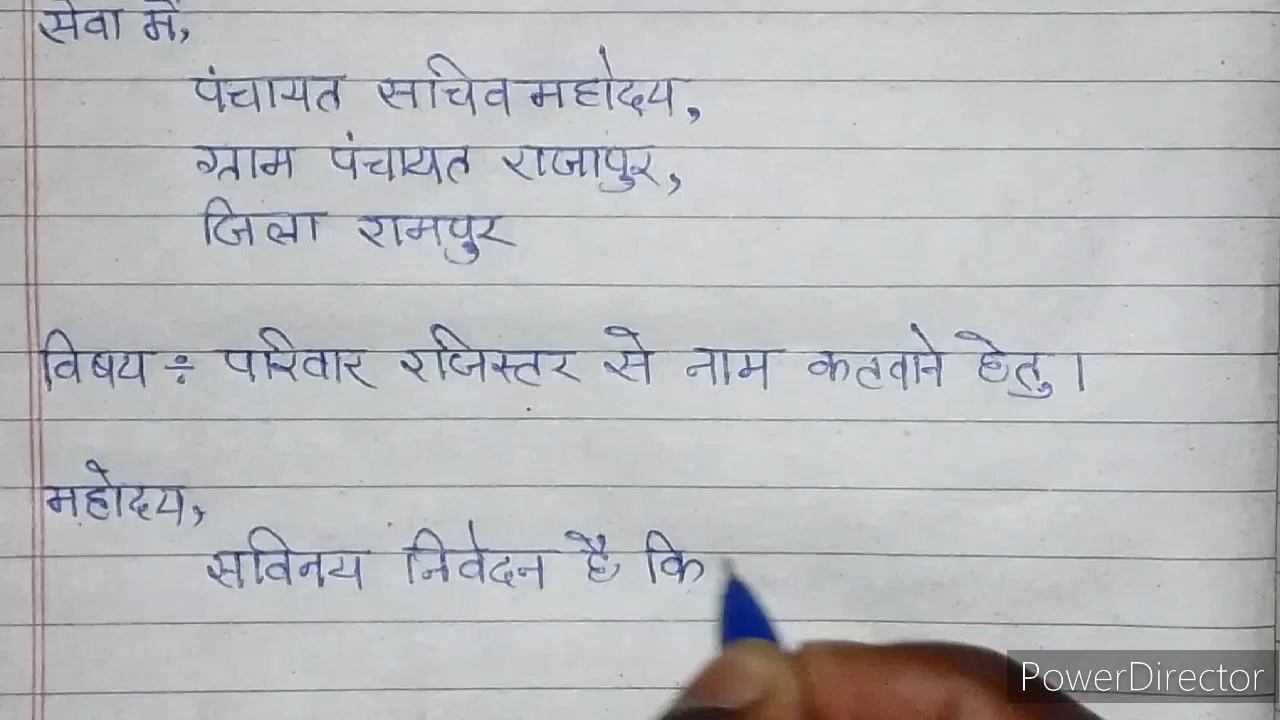 सेवा में,
पंचायत सचिव महोदय,
ग्राम पंचायत राजापुर,
जिला रामपुर
विषय ÷ परिवार रजिस्टर से नाम कटवाने हेतु।
महोदय,
सविनय निवेदन है कि
PowerDirector